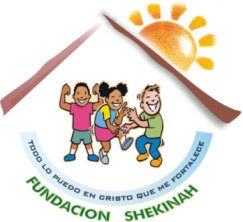 TODO LO PUEDO EN CRISTO QUE ME FORTALECE
FUNDACION SHEKINAH